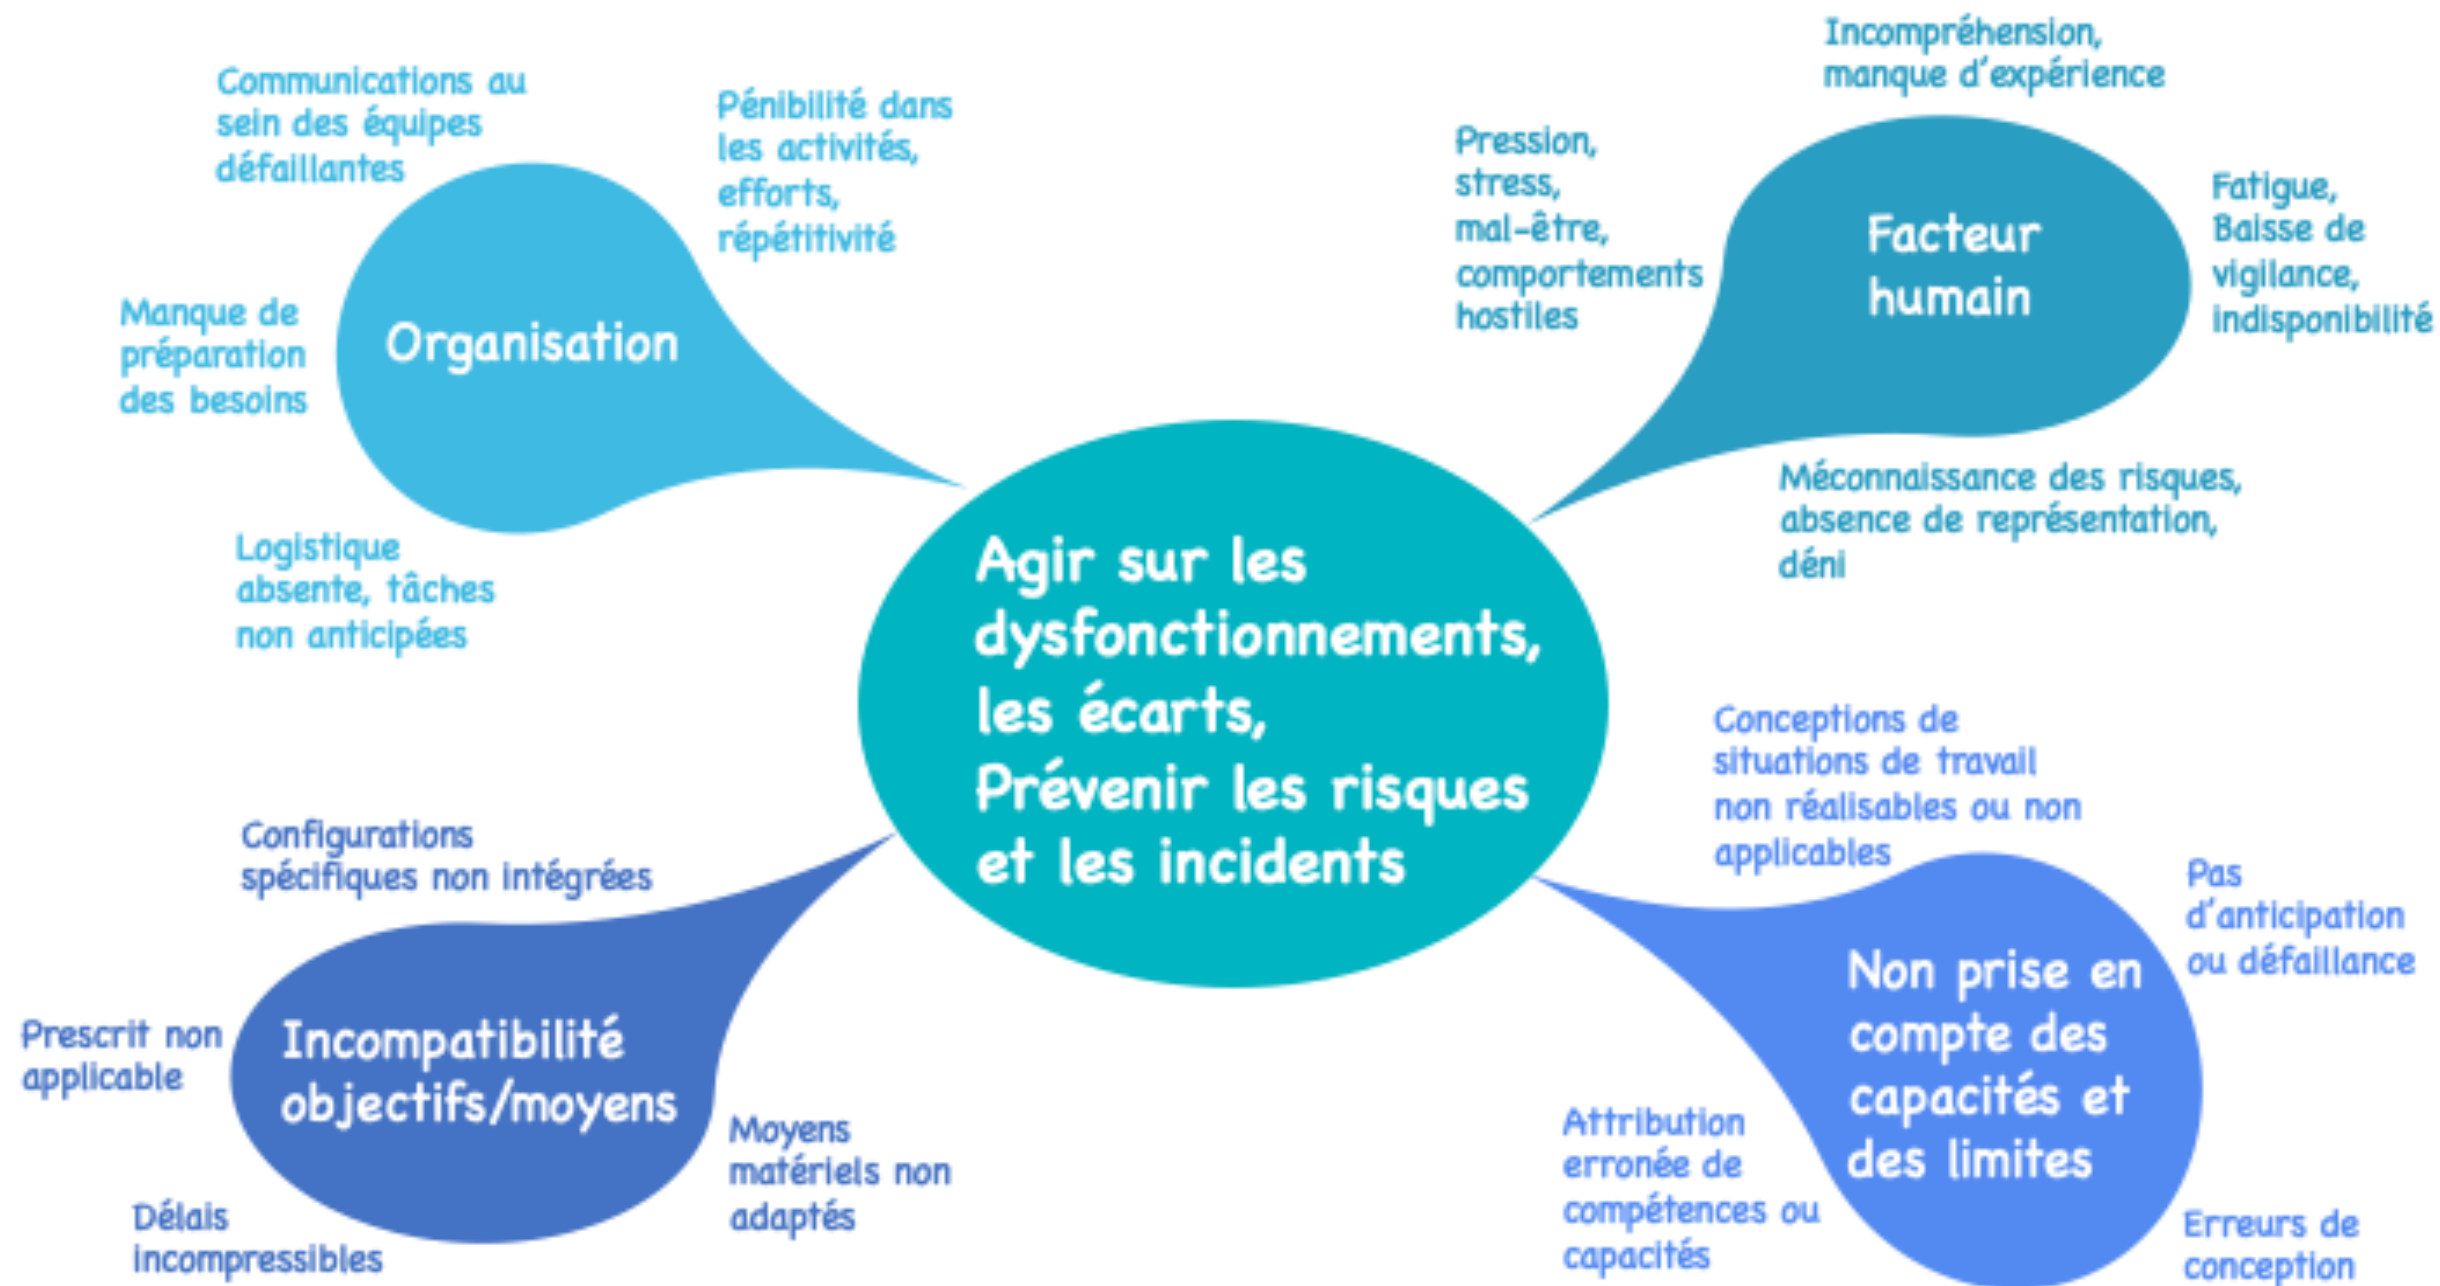 Communications au
sein des équipes
défaillantes
Pénibilité dans
les activités,
efforts,
répétitivité
Manque de
préparation
des besoins
Organisation
Logistique
absente, tâches
non anticipées
Incompréhension,
manque d'expérience
Pression,
stress,
mal-être,
comportements
hostiles
Facteur
humain
Fatigue,
Baisse de
vigilance,
indisponibilité
Méconnaissance des risques,
absence de représentation,
déni
Agir sur les
dysfonctionnements,
les écarts,
Prévenir les risques
et les incidents
Configurations
spécifiques non intégrées
Prescrit non
applicable
Incompatibilité
objectifs/moyens
Moyens
matériels non
adaptés
Délais
incompressibles
Conceptions de
situations de travail
non réalisables ou non
applicables
Pas
d'anticipation
ou défaillance
Non prise en
compte des
capacités et
des limites
Attribution
erronée de
compétences ou
capacités
Erreurs de
conception